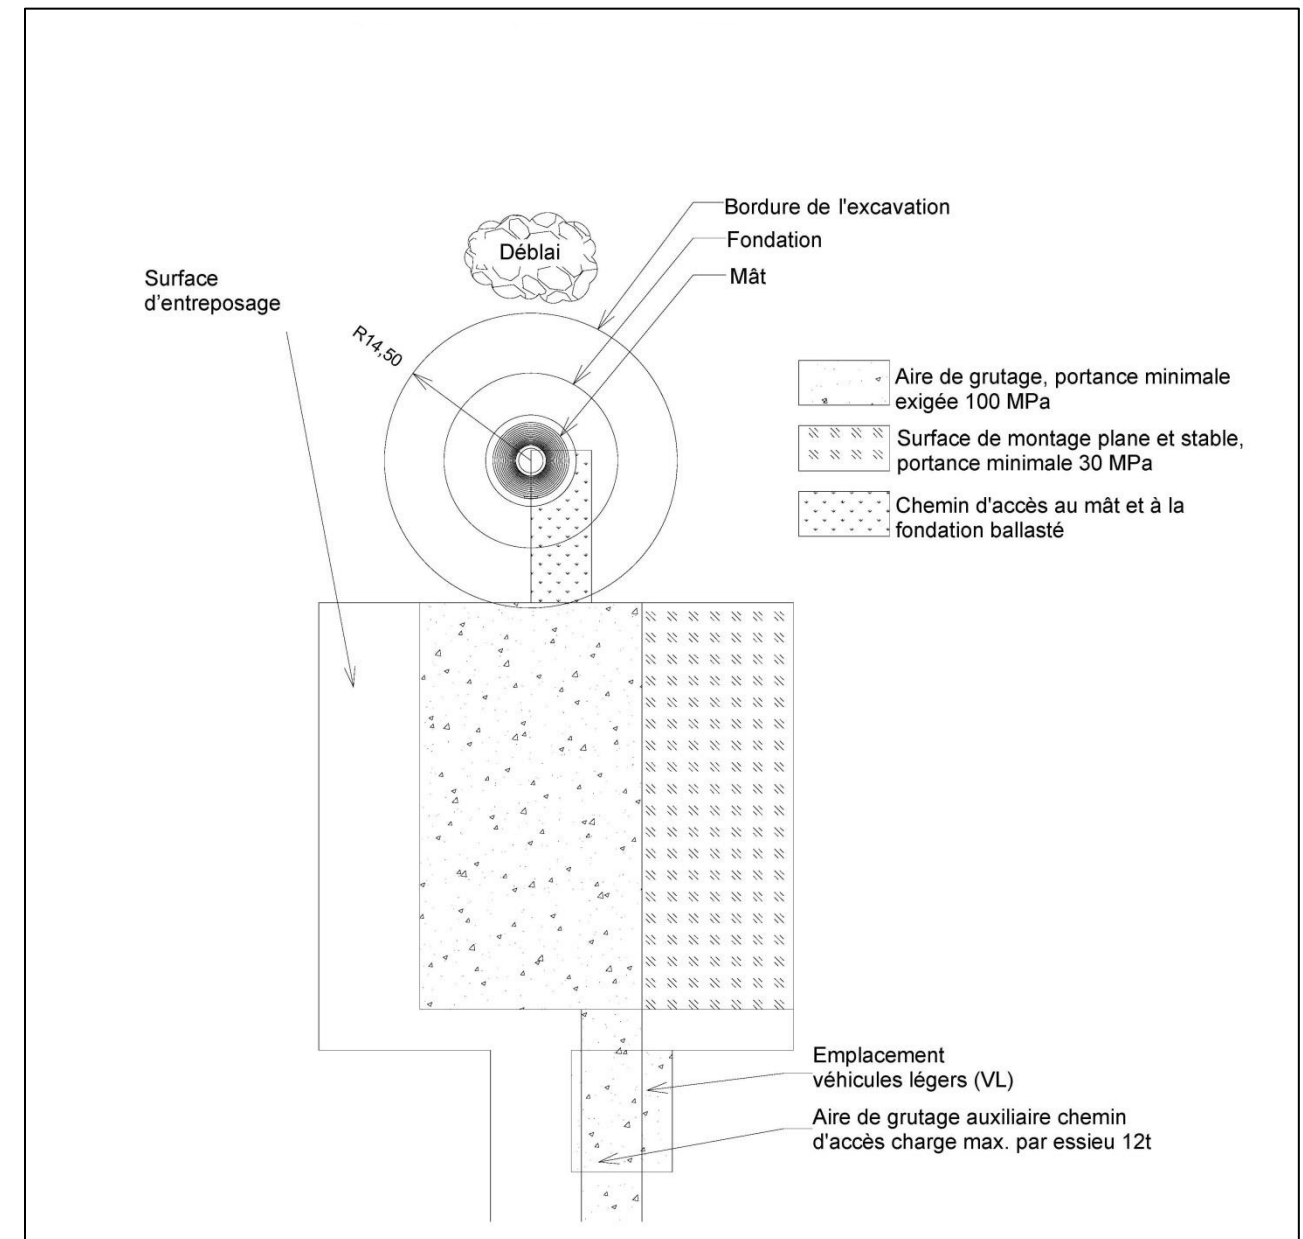 Bordure de l'excavation
Fondation
Mât
Déblai
Surface
d'entreposage
R14,50
Aire de grutage, portance minimale
exigée 100 MPa
Surface de montage plane et stable,
portance minimale 30 MPa
Chemin d'accès au mât et à la
fondation ballasté
Emplacement
véhicules légers (VL)
Aire de grutage auxiliaire chemin
d'accès charge max. par essieu 12t